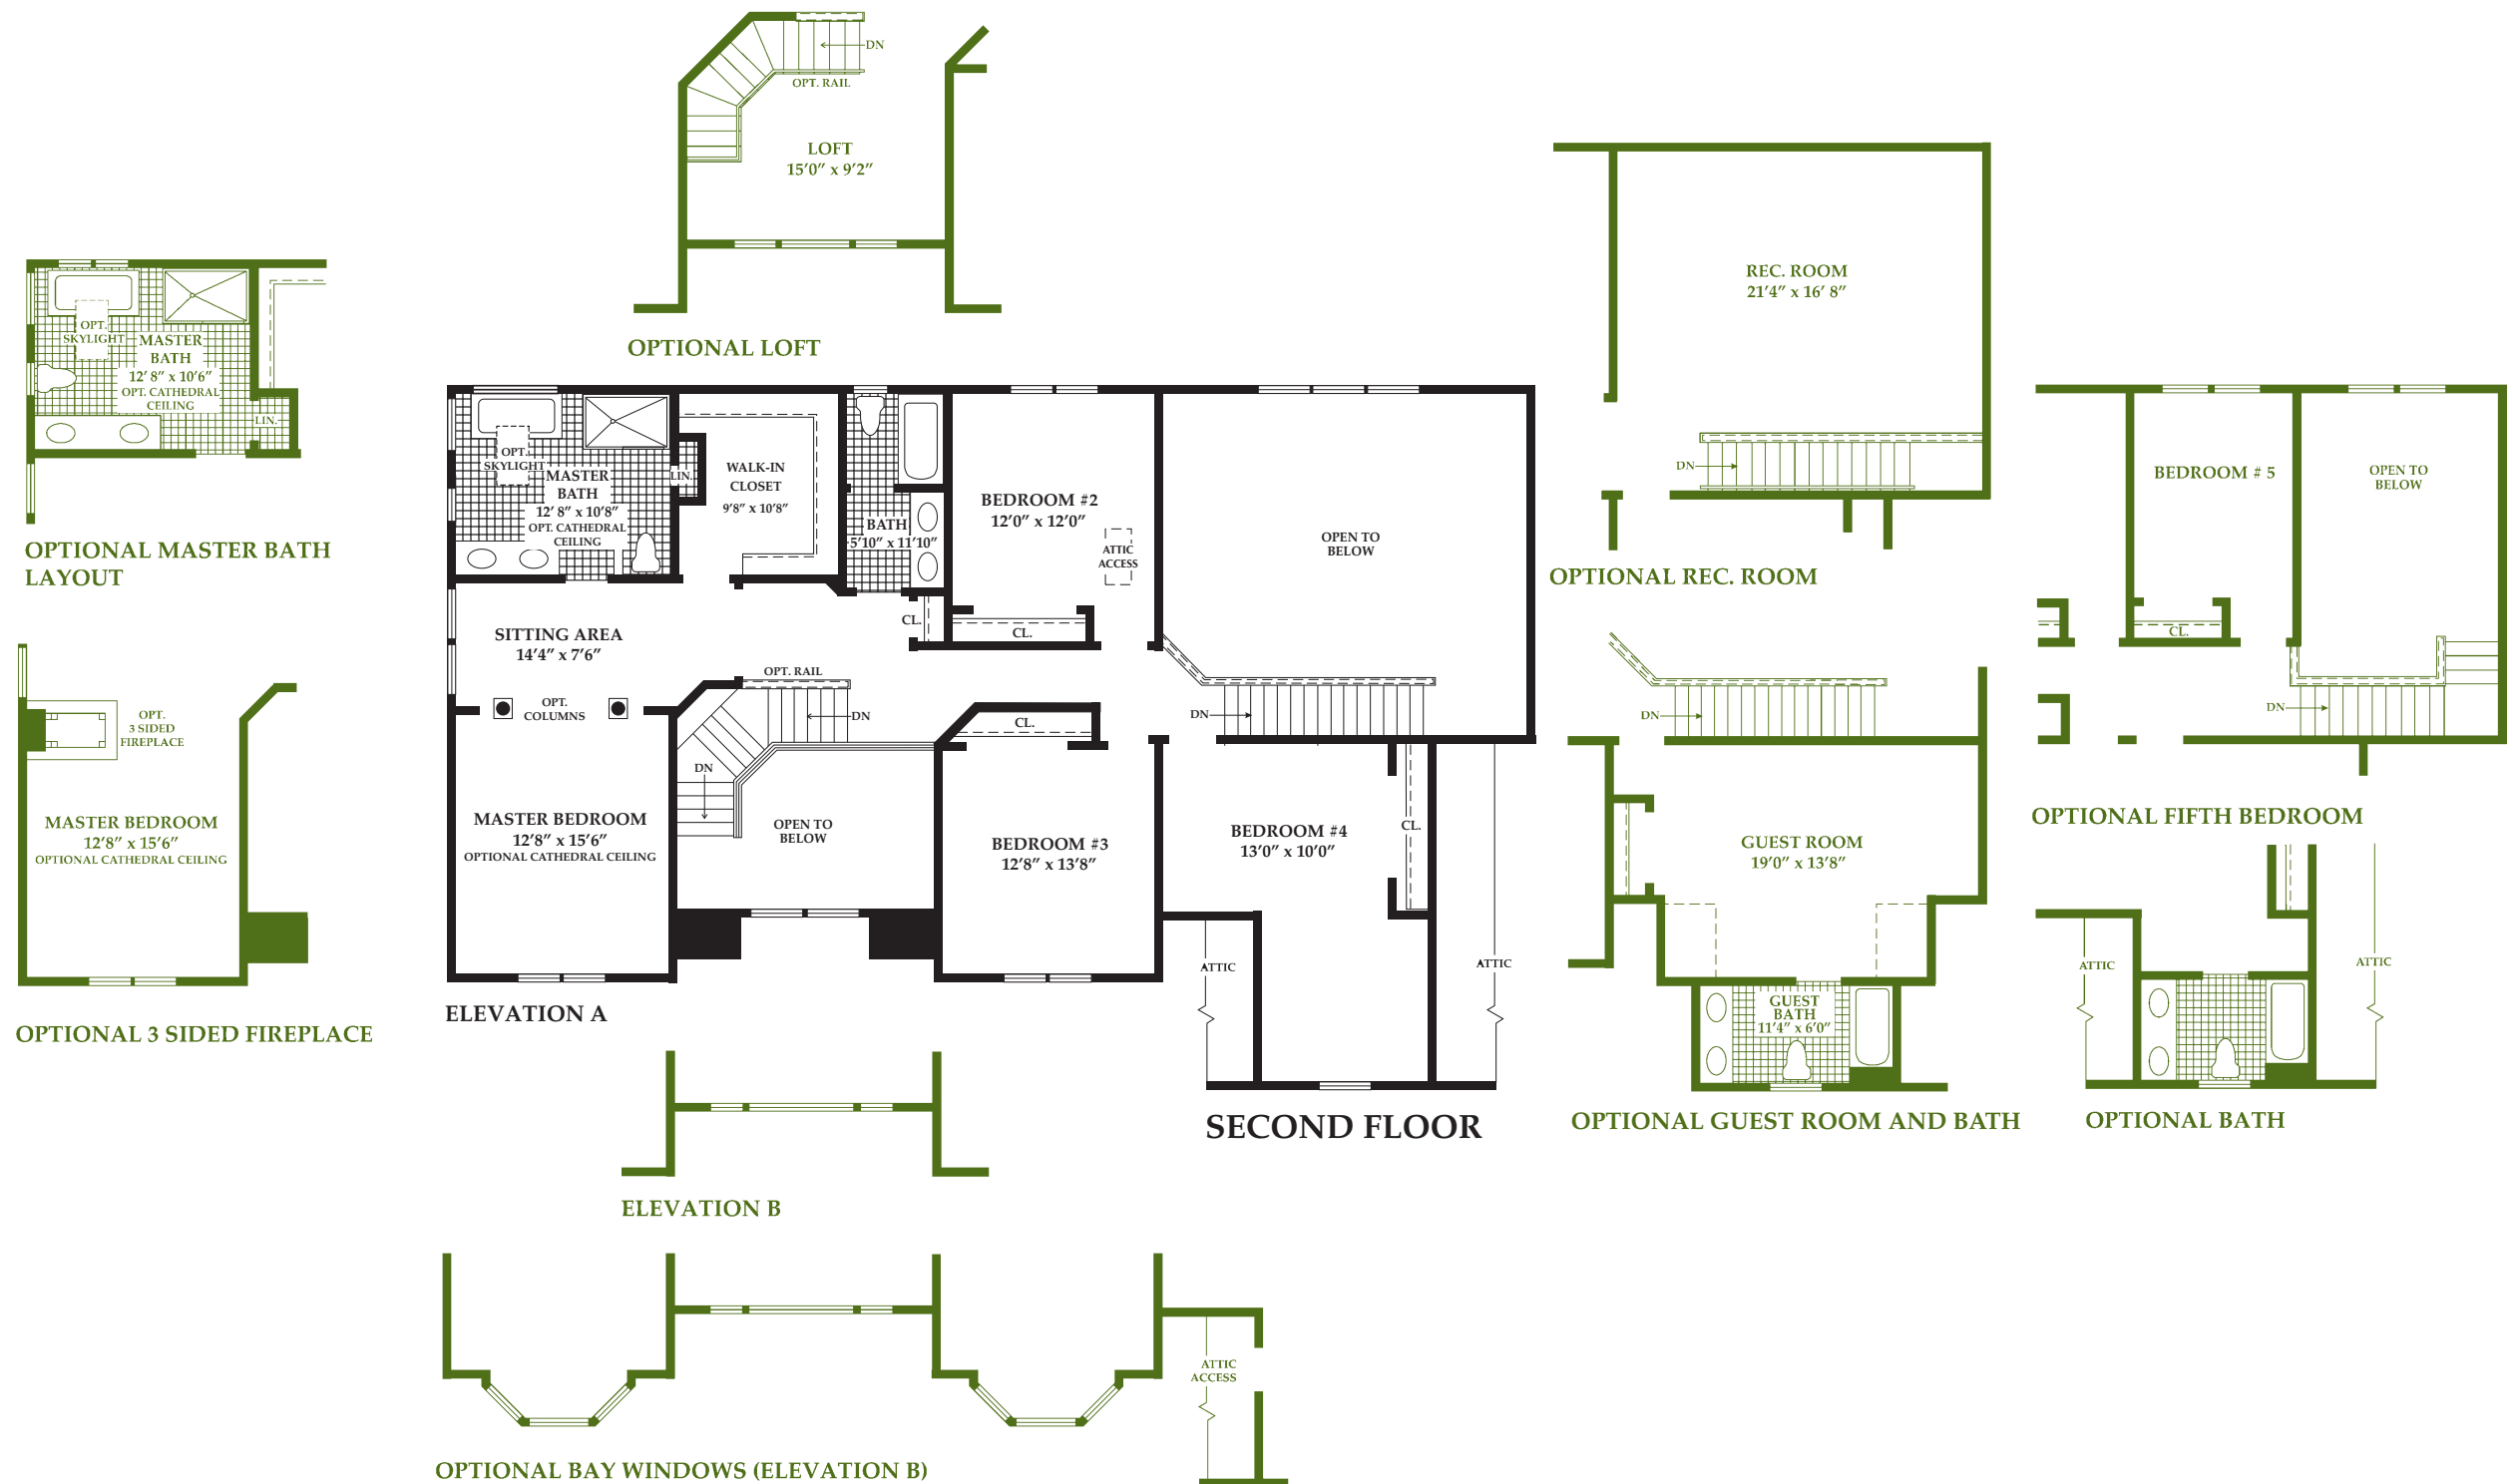 DN
OPT. RAIL
LOFT
15′0″ x 9′2″
OPTIONAL LOFT
OPT.
SKYLIGHT
MASTER
BATH
12′ 8″ x 10′6″
OPT. CATHEDRAL
CEILING
LIN.
OPTIONAL MASTER BATH
LAYOUT
OPT.
3 SIDED
FIREPLACE
MASTER BEDROOM
12′8″ x 15′6″
OPTIONAL CATHEDRAL CEILING
OPTIONAL 3 SIDED FIREPLACE
OPT.
SKYLIGHT
MASTER
BATH
12′ 8″ x 10′8″
OPT. CATHEDRAL
CEILING
LIN.
WALK-IN
CLOSET
9′8″ x 10′8″
BATH
5′10″ x 11′10″
BEDROOM #2
12′0″ x 12′0″
ATTIC
ACCESS
OPEN TO
BELOW
CL.
CL.
SITTING AREA
14′4″ x 7′6″
OPT. RAIL
OPT.
COLUMNS
DN
CL.
DN
DN
MASTER BEDROOM
12′8″ x 15′6″
OPTIONAL CATHEDRAL CEILING
OPEN TO
BELOW
BEDROOM #3
12′8″ x 13′8″
BEDROOM #4
13′0″ x 10′0″
CL.
ATTIC
ATTIC
ELEVATION A
SECOND FLOOR
ELEVATION B
ATTIC
ACCESS
OPTIONAL BAY WINDOWS (ELEVATION B)
REC. ROOM
21′4″ x 16′ 8″
DN
OPTIONAL REC. ROOM
DN
GUEST ROOM
19′0″ x 13′8″
GUEST
BATH
11′4″ x 6′0″
OPTIONAL GUEST ROOM AND BATH
BEDROOM # 5
OPEN TO
BELOW
CL.
DN
OPTIONAL FIFTH BEDROOM
ATTIC
ATTIC
OPTIONAL BATH